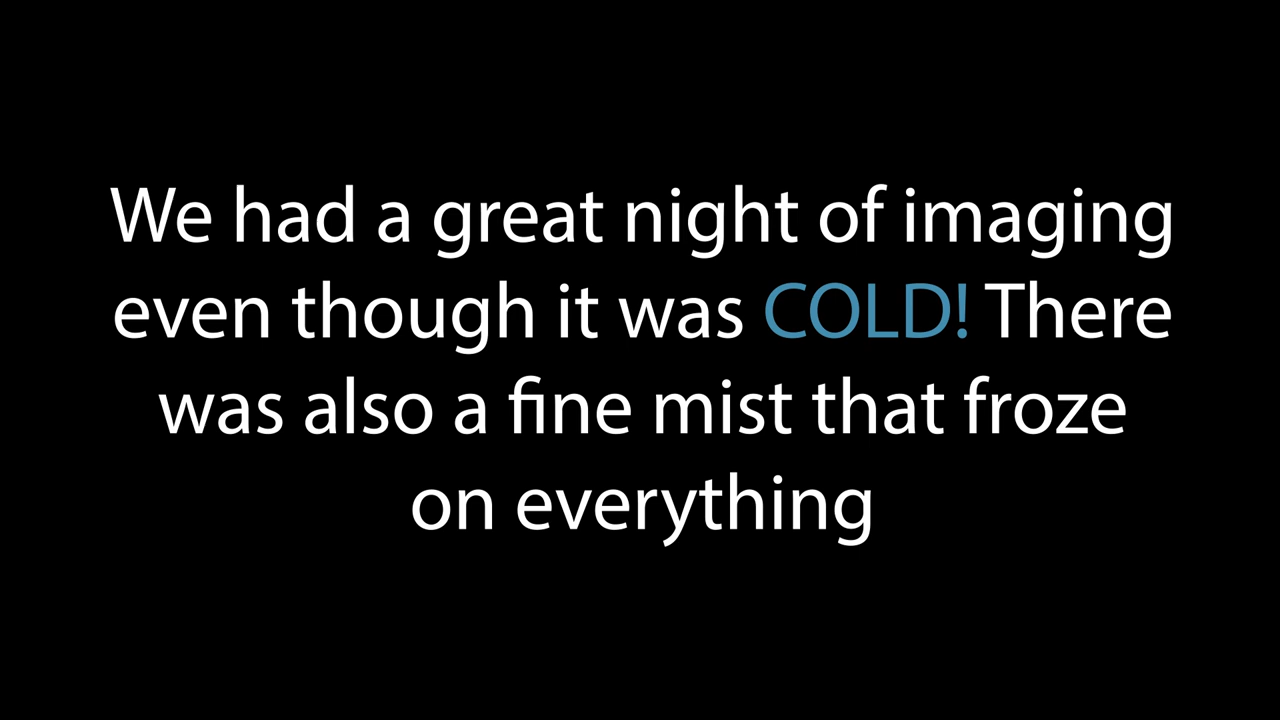 We had a great night of imaging
even though it was COLD! There
was also a fine mist that froze
on everything